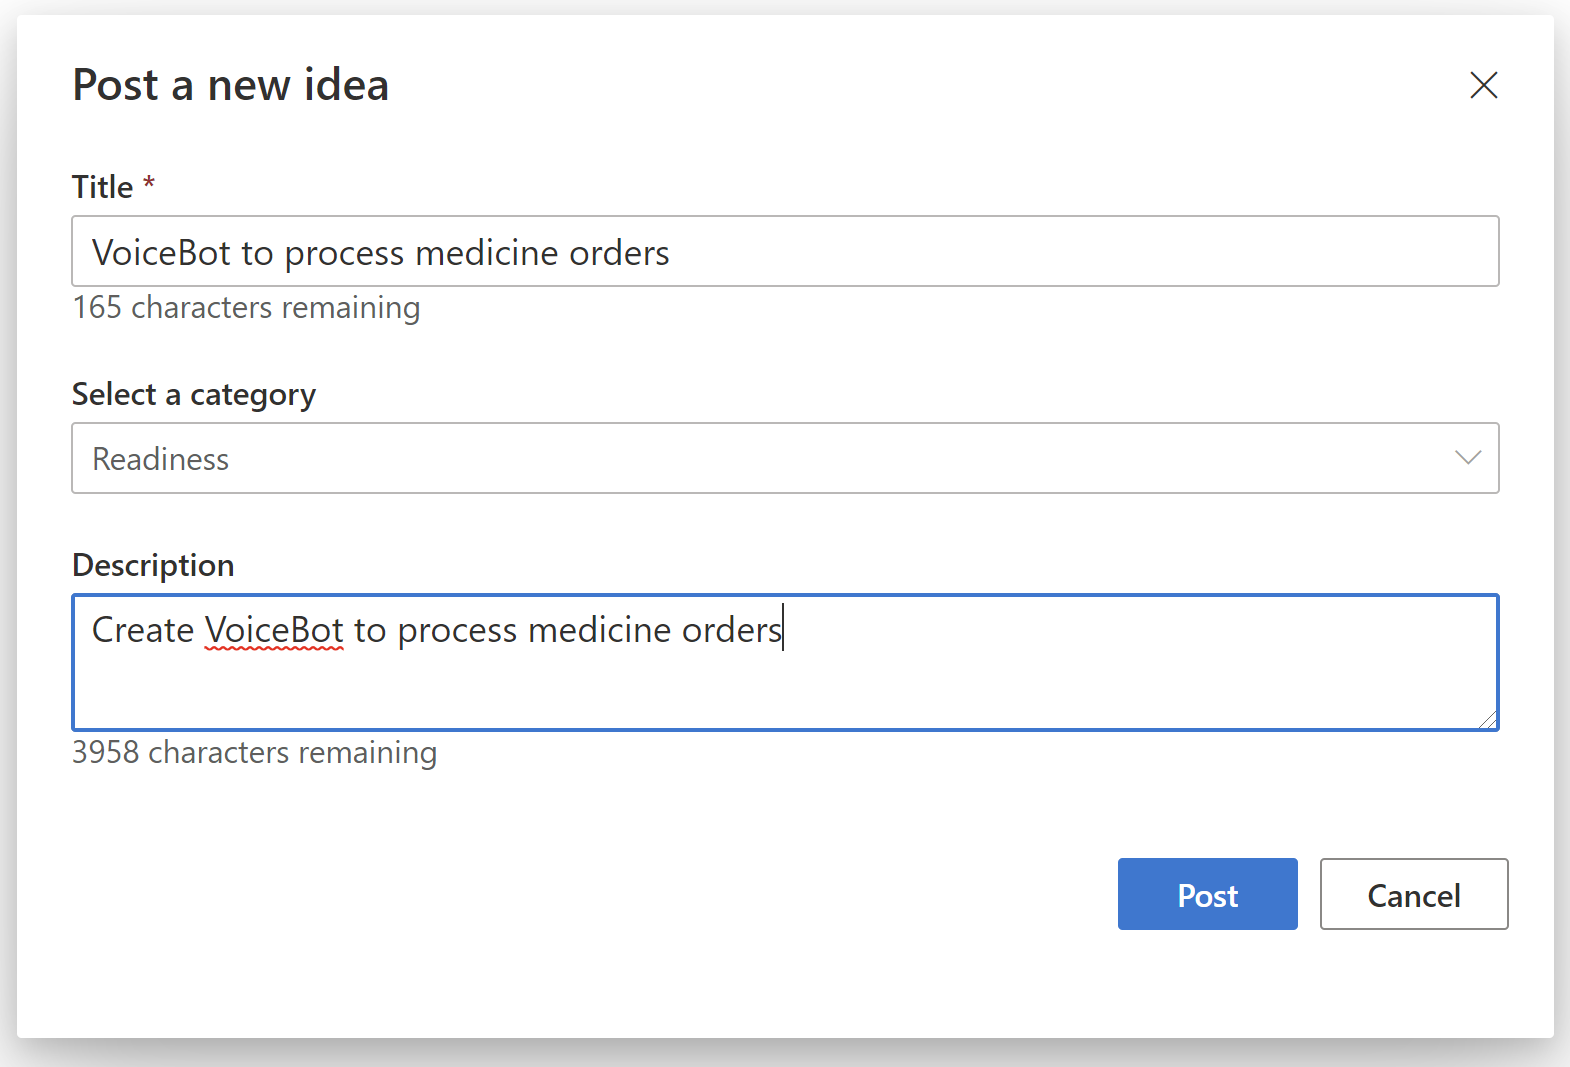 Post a new idea
Title *
VoiceBot to process medicine orders
165 characters remaining
Select a category
Readiness
Description
Create VoiceBot to process medicine orders
3958 characters remaining
Post
Cancel